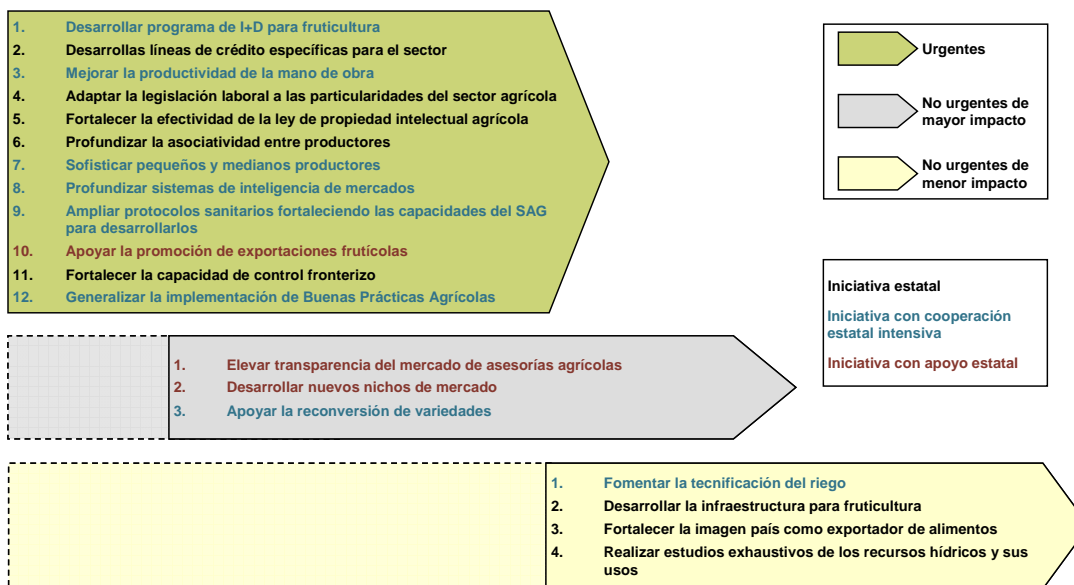 1. Desarrollar programa de I+D para fruticultura
2. Desarrollas líneas de crédito específicas para el sector
3. Mejorar la productividad de la mano de obra
4. Adaptar la legislación laboral a las particularidades del sector agrícola
5. Fortalecer la efectividad de la ley de propiedad intelectual agrícola
6. Profundizar la asociatividad entre productores
7. Sofisticar pequeños y medianos productores
8. Profundizar sistemas de inteligencia de mercados
9. Ampliar protocolos sanitarios fortaleciendo las capacidades del SAG
para desarrollarlos
10. Apoyar la promoción de exportaciones frutícolas
11. Fortalecer la capacidad de control fronterizo
12. Generalizar la implementación de Buenas Prácticas Agrícolas
Urgentes
No urgentes de
mayor impacto
No urgentes de
menor impacto
Iniciativa estatal
Iniciativa con cooperación
estatal intensiva
Iniciativa con apoyo estatal
1. Elevar transparencia del mercado de asesorías agrícolas
2. Desarrollar nuevos nichos de mercado
3. Apoyar la reconversión de variedades
1. Fomentar la tecnificación del riego
2. Desarrollar la infraestructura para fruticultura
3. Fortalecer la imagen país como exportador de alimentos
4. Realizar estudios exhaustivos de los recursos hídricos y sus
usos